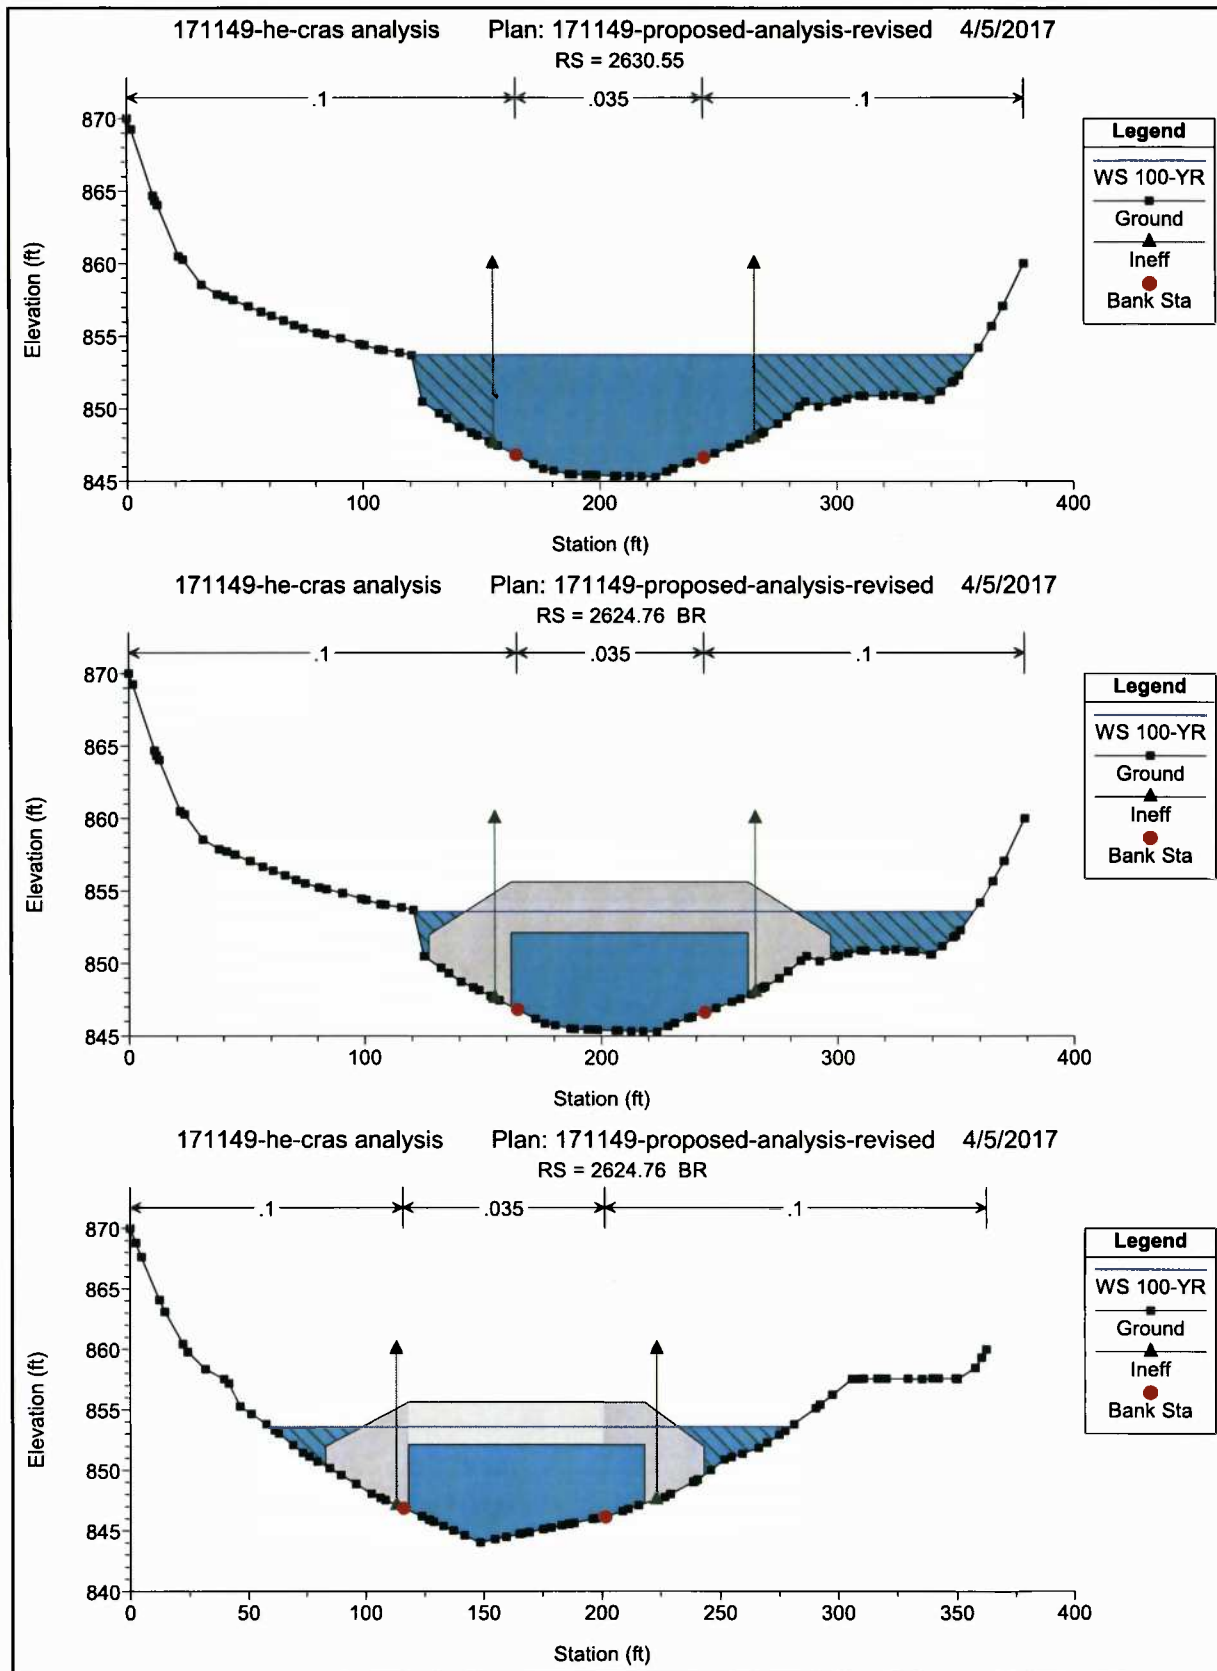 171149-he-cras analysis Plan: 171149-proposed-analysis-revised 4/5/2017
RS = 2630.55
.1 .035 .1
870
865
860
855
850
845
0 100 200 300 400
Elevation (ft)
Station (ft)
Legend
WS 100-YR
Ground
Ineff
Bank Sta
171149-he-cras analysis Plan: 171149-proposed-analysis-revised 4/5/2017
RS = 2624.76 BR
.1 .035 .1
870
865
860
855
850
845
0 100 200 300 400
Elevation (ft)
Station (ft)
Legend
WS 100-YR
Ground
Ineff
Bank Sta
171149-he-cras analysis Plan: 171149-proposed-analysis-revised 4/5/2017
RS = 2624.76 BR
.1 .035 .1
870
865
860
855
850
845
840
0 50 100 150 200 250 300 350 400
Elevation (ft)
Station (ft)
Legend
WS 100-YR
Ground
Ineff
Bank Sta